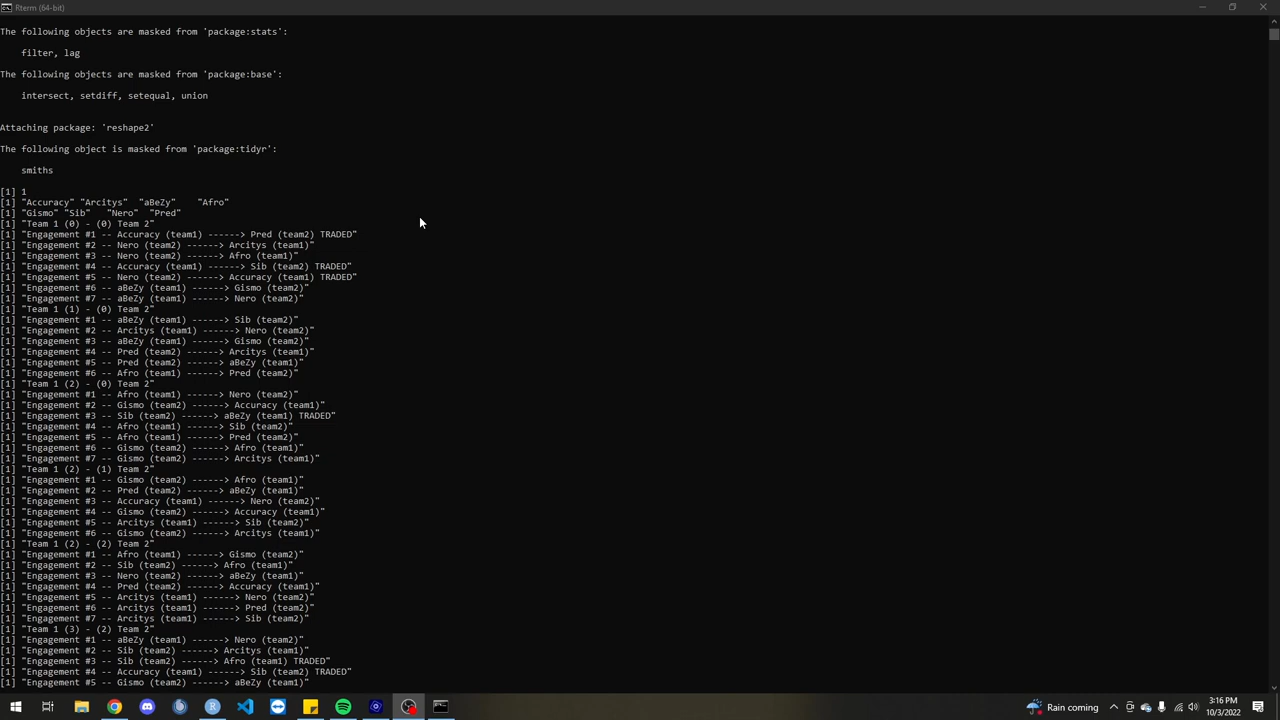 Rterm (64-bit)
The following objects are masked from 'package:stats':
filter, lag
The following objects are masked from 'package:base':
intersect, setdiff, setequal, union
Attaching package: 'reshape2'
The following object is masked from 'package:tidyr':
smiths
[1] 1
[1] "Accuracy" "Arcitys"  "aBeZy"    "Afro"
[1] "Gismo" "Sib"   "Nero"  "Pred"
[1] "Team 1 (0) - (0) Team 2"
[1] "Engagement #1 -- Accuracy (team1) ------> Pred (team2) TRADED"
[1] "Engagement #2 -- Nero (team2) ------> Arcitys (team1)"
[1] "Engagement #3 -- Nero (team2) ------> Afro (team1)"
[1] "Engagement #4 -- Accuracy (team1) ------> Sib (team2) TRADED"
[1] "Engagement #5 -- Nero (team2) ------> Accuracy (team1) TRADED"
[1] "Engagement #6 -- aBeZy (team1) ------> Gismo (team2)"
[1] "Engagement #7 -- aBeZy (team1) ------> Nero (team2)"
[1] "Team 1 (1) - (0) Team 2"
[1] "Engagement #1 -- aBeZy (team1) ------> Sib (team2)"
[1] "Engagement #2 -- Arcitys (team1) ------> Nero (team2)"
[1] "Engagement #3 -- aBeZy (team1) ------> Gismo (team2)"
[1] "Engagement #4 -- Pred (team2) ------> Arcitys (team1)"
[1] "Engagement #5 -- Pred (team2) ------> aBeZy (team1)"
[1] "Engagement #6 -- Afro (team1) ------> Pred (team2)"
[1] "Team 1 (2) - (0) Team 2"
[1] "Engagement #1 -- Afro (team1) ------> Nero (team2)"
[1] "Engagement #2 -- Gismo (team2) ------> Accuracy (team1)"
[1] "Engagement #3 -- Sib (team2) ------> aBeZy (team1) TRADED"
[1] "Engagement #4 -- Afro (team1) ------> Sib (team2)"
[1] "Engagement #5 -- Afro (team1) ------> Pred (team2)"
[1] "Engagement #6 -- Gismo (team2) ------> Afro (team1)"
[1] "Engagement #7 -- Gismo (team2) ------> Arcitys (team1)"
[1] "Team 1 (2) - (1) Team 2"
[1] "Engagement #1 -- Gismo (team2) ------> Afro (team1)"
[1] "Engagement #2 -- Pred (team2) ------> aBeZy (team1)"
[1] "Engagement #3 -- Accuracy (team1) ------> Nero (team2)"
[1] "Engagement #4 -- Gismo (team2) ------> Accuracy (team1)"
[1] "Engagement #5 -- Arcitys (team1) ------> Sib (team2)"
[1] "Engagement #6 -- Gismo (team2) ------> Arcitys (team1)"
[1] "Team 1 (2) - (2) Team 2"
[1] "Engagement #1 -- Afro (team1) ------> Gismo (team2)"
[1] "Engagement #2 -- Sib (team2) ------> Afro (team1)"
[1] "Engagement #3 -- Nero (team2) ------> aBeZy (team1)"
[1] "Engagement #4 -- Pred (team2) ------> Accuracy (team1)"
[1] "Engagement #5 -- Arcitys (team1) ------> Nero (team2)"
[1] "Engagement #6 -- Arcitys (team1) ------> Pred (team2)"
[1] "Engagement #7 -- Arcitys (team1) ------> Sib (team2)"
[1] "Team 1 (3) - (2) Team 2"
[1] "Engagement #1 -- aBeZy (team1) ------> Nero (team2)"
[1] "Engagement #2 -- Sib (team2) ------> Arcitys (team1)"
[1] "Engagement #3 -- Sib (team2) ------> Afro (team1) TRADED"
[1] "Engagement #4 -- Accuracy (team1) ------> Sib (team2) TRADED"
[1] "Engagement #5 -- Gismo (team2) ------> aBeZy (team1)"
Rain coming
3:16 PM
10/3/2022